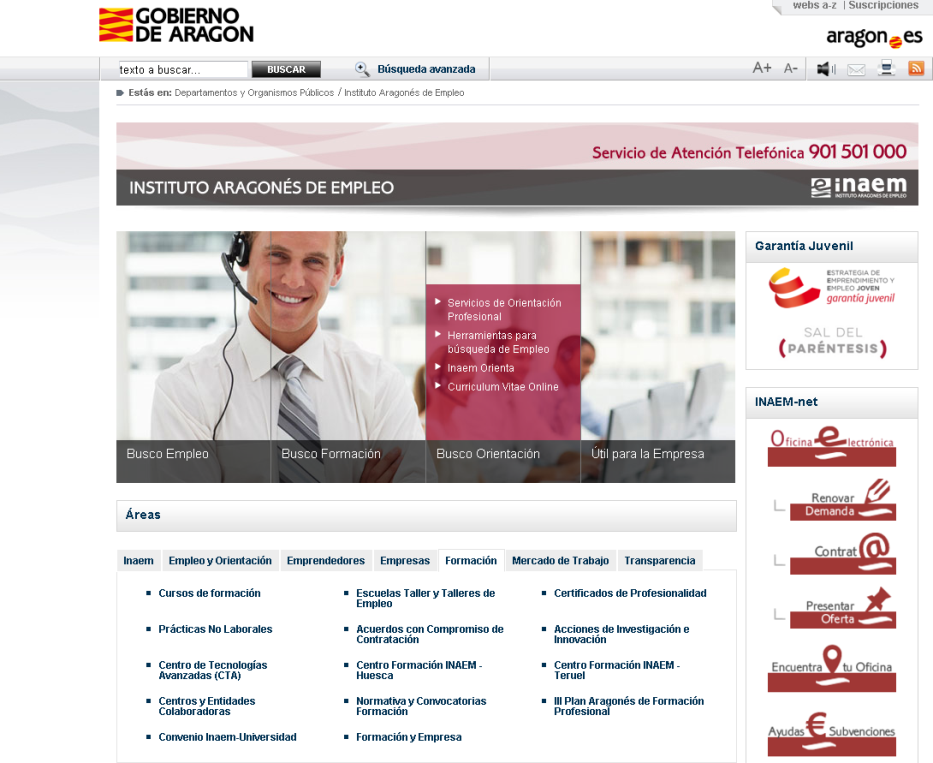 webs a-z | Suscripciones
GOBIERNO
DE ARAGON
aragon es
texto a buscar...
BUSCAR
Búsqueda avanzada
A+ A-
Estás en: Departamentos y Organismos Públicos / Instituto Aragonés de Empleo
Servicio de Atención Telefónica 901 501 000
INSTITUTO ARAGONÉS DE EMPLEO
inaem
INSTITUTO ARAGONÉS DE EMPLEO
Servicios de Orientación
Profesional
Herramientas para
búsqueda de Empleo
Inaem Orienta
Curriculum Vitae Online
Busco Empleo
Busco Formación
Busco Orientación
Útil para la Empresa
Garantía Juvenil
ESTRATEGIA DE
EMPRENDIMIENTO Y
EMPLEO JOVEN
garantía juvenil
SAL DEL
(PARÉNTESIS)
INAEM-net
Oficina electrónica
Renovar
Demanda
Contrat@
Presentar
Oferta
Encuentra tu Oficina
Ayudas € Subvenciones
Áreas
Inaem
Empleo y Orientación
Emprendedores
Empresas
Formación
Mercado de Trabajo
Transparencia
Cursos de formación
Escuelas Taller y Talleres de
Empleo
Certificados de Profesionalidad
Prácticas No Laborales
Acuerdos con Compromiso de
Contratación
Acciones de Investigación e
Innovación
Centro de Tecnologías
Avanzadas (CTA)
Centro Formación INAEM -
Huesca
Centro Formación INAEM -
Teruel
Centros y Entidades
Colaboradoras
Normativa y Convocatorias
Formación
III Plan Aragonés de Formación
Profesional
Convenio Inaem-Universidad
Formación y Empresa